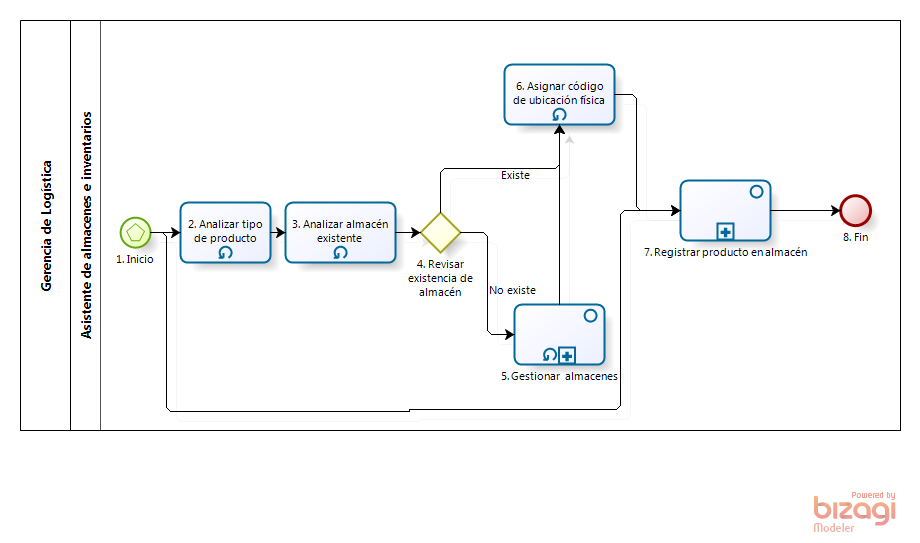 Gerencia de Logística
Asistente de almacenes e inventarios
1. Inicio
2. Analizar tipo
de producto
3. Analizar almacén
existente
4. Revisar
existencia de
almacén
Existe
No existe
5. Gestionar almacenes
6. Asignar código
de ubicación física
7. Registrar producto en almacén
8. Fin
Powered by
bizagi
Modeler